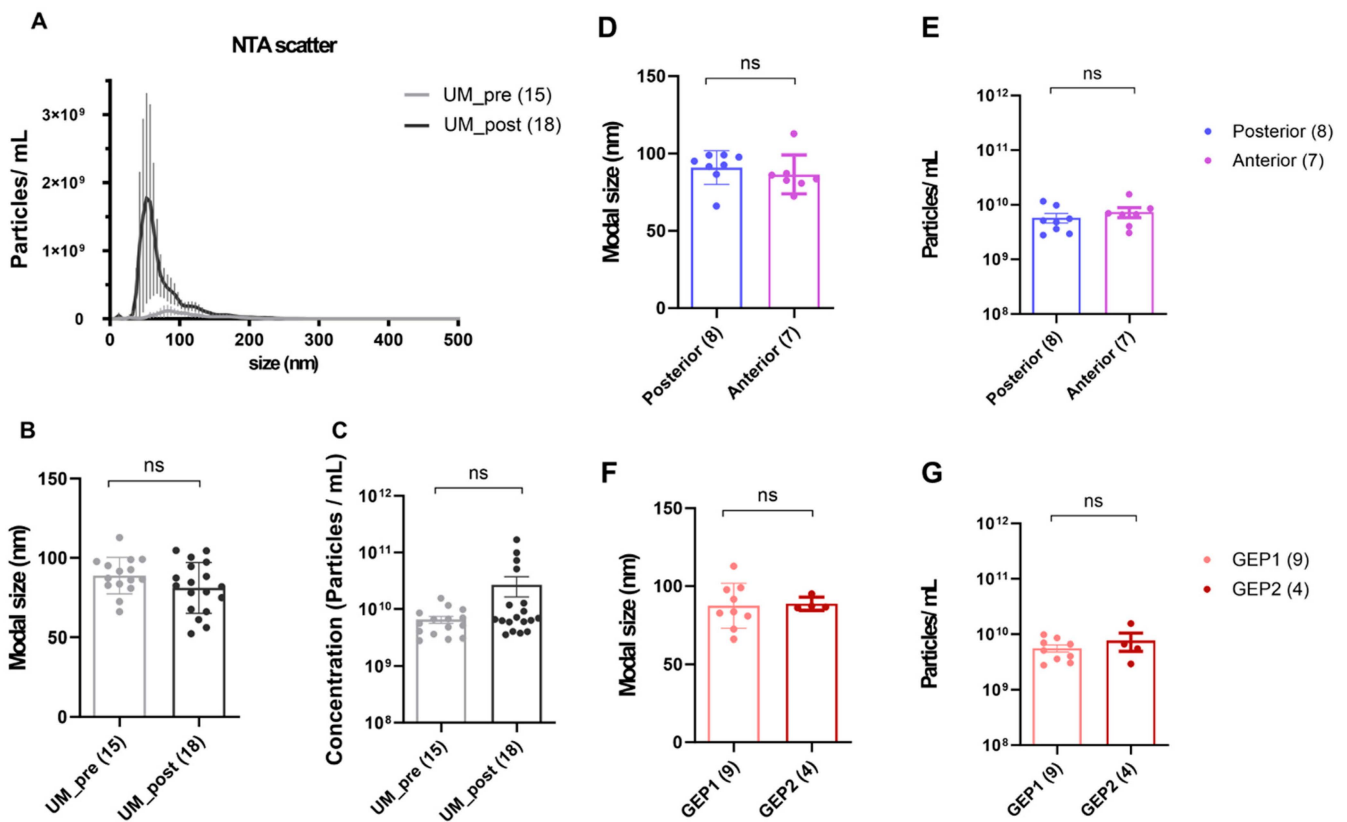 A
NTA scatter
Particles/ mL
3×10⁹
2×10⁹
1×10⁹
0
0 100 200 300 400 500
size (nm)
UM_pre (15)
UM_post (18)
B
Modal size (nm)
150
100
50
0
ns
UM_pre (15)
UM_post (18)
C
Concentration (Particles / mL)
10¹²
10¹¹
10¹⁰
10⁹
10⁸
ns
UM_pre (15)
UM_post (18)
D
Modal size (nm)
150
100
50
0
ns
Posterior (8)
Anterior (7)
E
Particles/ mL
10¹²
10¹¹
10¹⁰
10⁹
10⁸
ns
Posterior (8)
Anterior (7)
Posterior (8)
Anterior (7)
F
Modal size (nm)
150
100
50
0
ns
GEP1 (9)
GEP2 (4)
G
Particles/ mL
10¹²
10¹¹
10¹⁰
10⁹
10⁸
ns
GEP1 (9)
GEP2 (4)
GEP1 (9)
GEP2 (4)